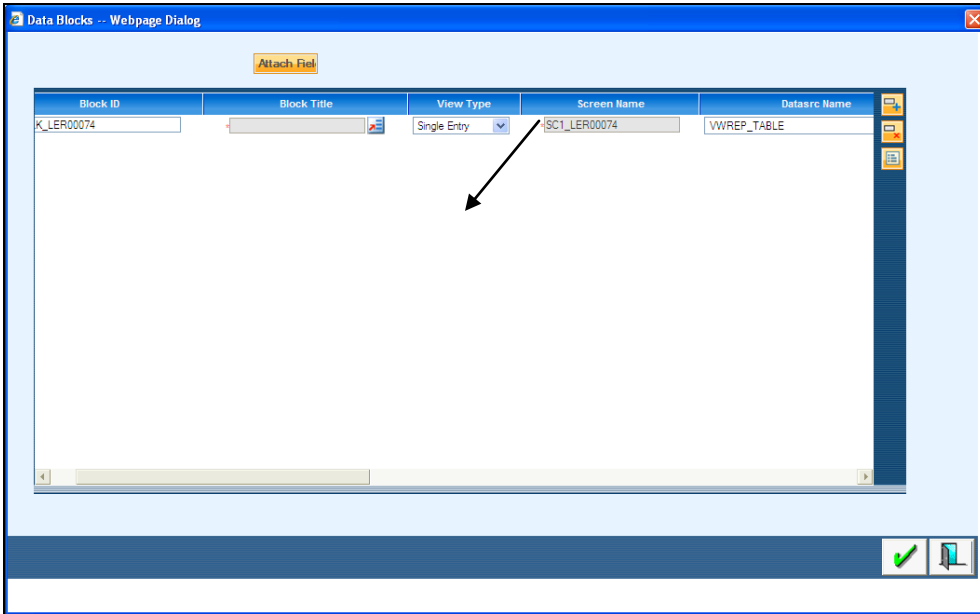 Data Blocks -- Webpage Dialog
Attach Fiel
Block ID Block Title View Type Screen Name Datasrc Name
K_LER00074 Single Entry SC1_LER00074 VWREP_TABLE